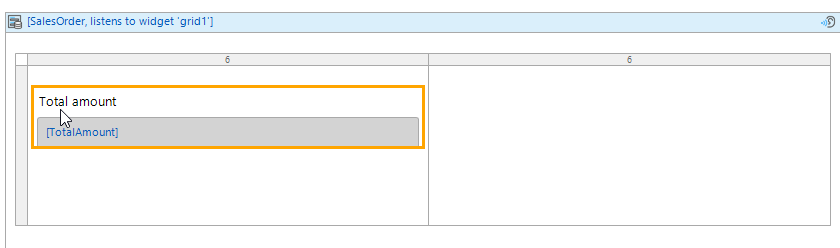 [SalesOrder, listens to widget 'grid1']
6 6
Total amount
[TotalAmount]